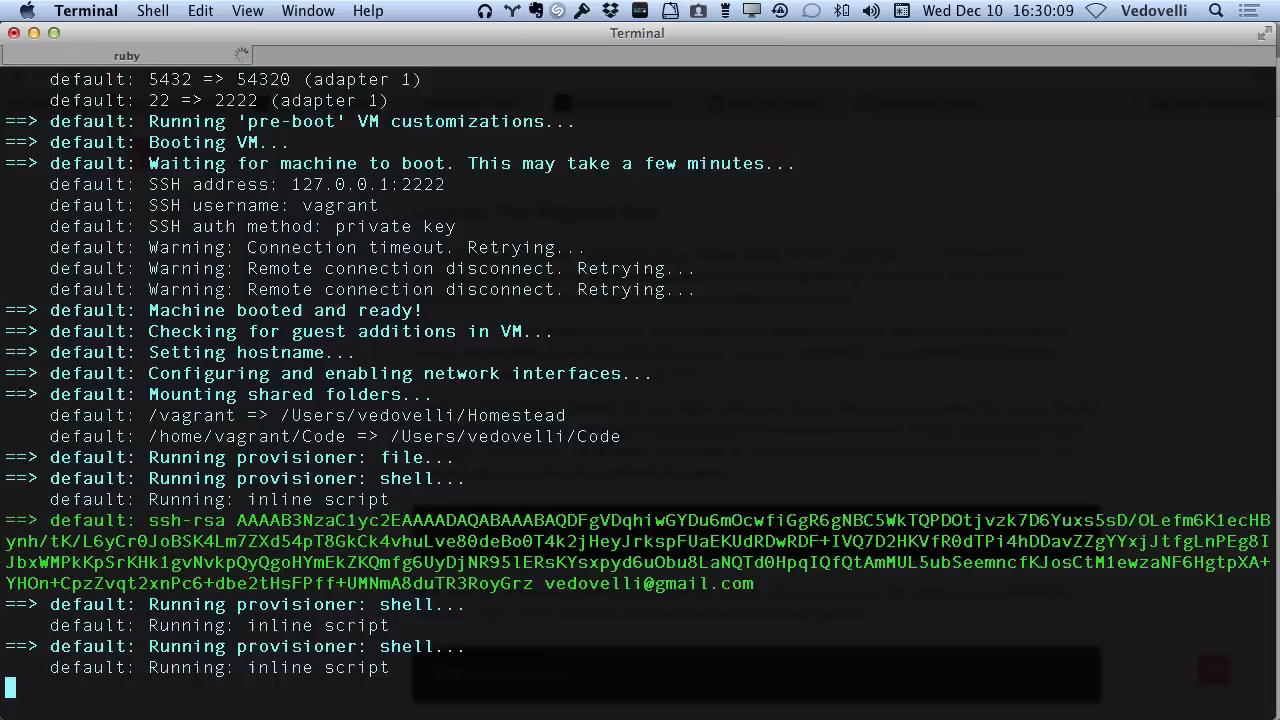 Terminal Shell Edit View Window Help Wed Dec 10 16:30:09 Vedovelli
Terminal
ruby
default: 5432 => 54320 (adapter 1)
default: 22 => 2222 (adapter 1)
==> default: Running 'pre-boot' VM customizations...
==> default: Booting VM...
==> default: Waiting for machine to boot. This may take a few minutes...
default: SSH address: 127.0.0.1:2222
default: SSH username: vagrant
default: SSH auth method: private key
default: Warning: Connection timeout. Retrying...
default: Warning: Remote connection disconnect. Retrying...
default: Warning: Remote connection disconnect. Retrying...
==> default: Machine booted and ready!
==> default: Checking for guest additions in VM...
==> default: Setting hostname...
==> default: Configuring and enabling network interfaces...
==> default: Mounting shared folders...
default: /vagrant => /Users/vedovelli/Homestead
default: /home/vagrant/Code => /Users/vedovelli/Code
==> default: Running provisioner: file...
==> default: Running provisioner: shell...
default: Running: inline script
==> default: ssh-rsa AAAAB3NzaC1yc2EAAAADAQABAAABAQDFgVDqhiwGYDu6mOcwfiGgR6gNBC5WkTQPDOtjvzk7D6Yuxs5sD/OLefm6K1ecHB
ynh/tK/L6yCr0JoBSK4Lm7ZXd54pT8GkCk4vhuLve80deBo0T4k2jHeyJrkspFUaEKUdRDwRDF+IVQ7D2HKVfR0dTPi4hDDavZZgYYxjJtfgLnPEg8I
JbxWMPkKpSrKHk1gvNvkpQyQgoHYmEkZKQmfg6UyDjNR95lERsKYsxpyd6uObu8LaNQTd0HpqIQfQtAmMUL5ubSeemncfKJosCtM1ewzaNF6HgtpXA+
YHOn+CpzZvqt2xnPc6+dbe2tHsFPff+UMNmA8duTR3RoyGrz vedovelli@gmail.com
==> default: Running provisioner: shell...
default: Running: inline script
==> default: Running provisioner: shell...
default: Running: inline script